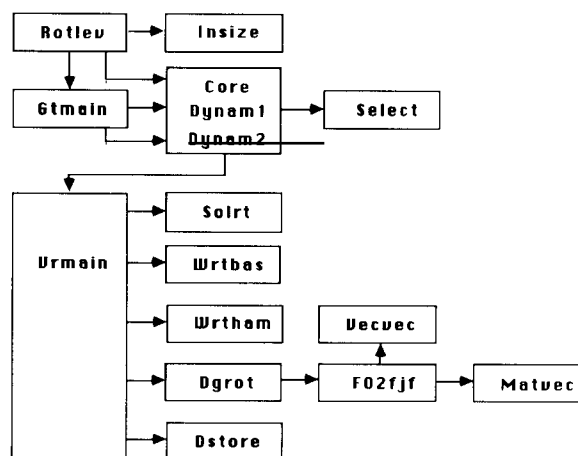 Rotlev
Insize
Gtmain
Core
Dynam1
Dynam2
Select
Vrmain
Solrt
Wrtbas
Wrtham
Vecvec
Dgrot
F02fjf
Matvec
Dstore